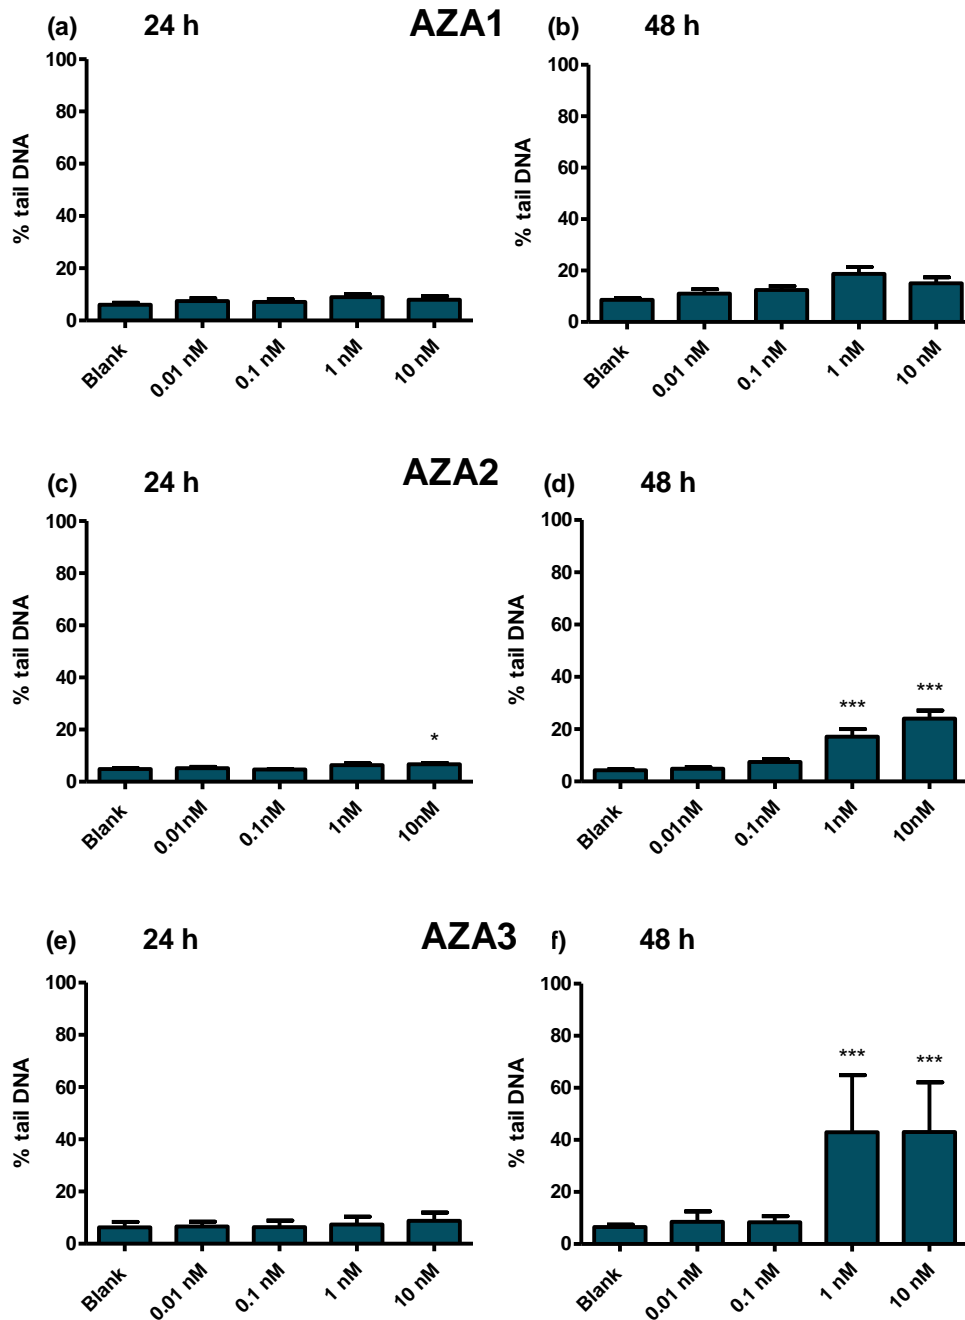 (a) 24 h AZA1 (b) 48 h
100
80
60
40
20
0
% tail DNA
Blank 0.01 nM 0.1 nM 1 nM 10 nM
100
80
60
40
20
0
% tail DNA
Blank 0.01 nM 0.1 nM 1 nM 10 nM
(c) 24 h AZA2 (d) 48 h
100
80
60
40
20
0
% tail DNA
*
Blank 0.01nM 0.1nM 1nM 10nM
100
80
60
40
20
0
% tail DNA
*** ***
Blank 0.01nM 0.1nM 1nM 10nM
(e) 24 h AZA3 f) 48 h
100
80
60
40
20
0
% tail DNA
Blank 0.01 nM 0.1 nM 1 nM 10 nM
100
80
60
40
20
0
% tail DNA
*** ***
Blank 0.01 nM 0.1 nM 1 nM 10 nM